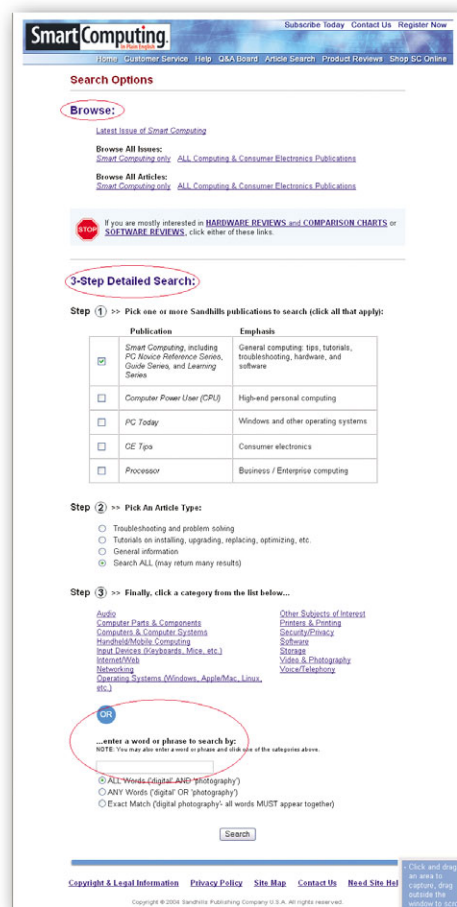 Subscribe Today Contact Us Register Now
SmartComputing.
In Plain English
Home Customer Service Help Q&A Board Article Search Product Reviews Shop SC Online
Search Options
Browse:
Latest Issue of Smart Computing
Browse All Issues:
Smart Computing only ALL Computing & Consumer Electronics Publications
Browse All Articles:
Smart Computing only ALL Computing & Consumer Electronics Publications
STOP
If you are mostly interested in HARDWARE REVIEWS and COMPARISON CHARTS or
SOFTWARE REVIEWS, click either of these links.
3-Step Detailed Search:
Step 1 >> Pick one or more Sandhills publications to search (click all that apply):
Publication Emphasis
Smart Computing, including General computing: tips, tutorials,
PC Novice Reference Series, troubleshooting, hardware, and
Guide Series, and Learning software
Series
Computer Power User (CPU) High-end personal computing
PC Today Windows and other operating systems
CE Tips Consumer electronics
Processor Business / Enterprise computing
Step 2 >> Pick An Article Type:
Troubleshooting and problem solving
Tutorials on installing, upgrading, replacing, optimizing, etc.
General information
Search ALL (may return many results)
Step 3 >> Finally, click a category from the list below...
Audio Other Subjects of Interest
Computer Parts & Components Printers & Printing
Computers & Computer Systems Security/Privacy
Handheld/Mobile Computing Software
Input Devices (Keyboards, Mice, etc.) Storage
Internet/Web Video & Photography
Networking Voice/Telephony
Operating Systems (Windows, Apple/Mac, Linux,
etc.)
OR
...enter a word or phrase to search by:
NOTE: You may also enter a word or phrase and click one of the categories above.
ALL Words ('digital' AND 'photography')
ANY Words ('digital' OR 'photography')
Exact Match ('digital photography'- all words MUST appear together)
Search
Copyright & Legal Information Privacy Policy Site Map Contact Us Need Site Hel
Copyright © 2004 Sandhills Publishing Company U.S.A. All rights reserved.
- Click and drag
an area to
capture, drag
outside the
window to scro